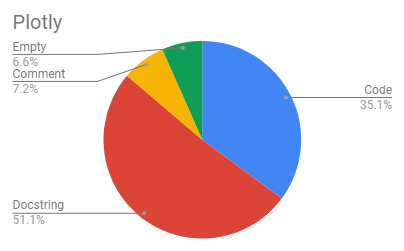 Plotly
Empty
6.6%
Comment
7.2%
Code
35.1%
Docstring
51.1%